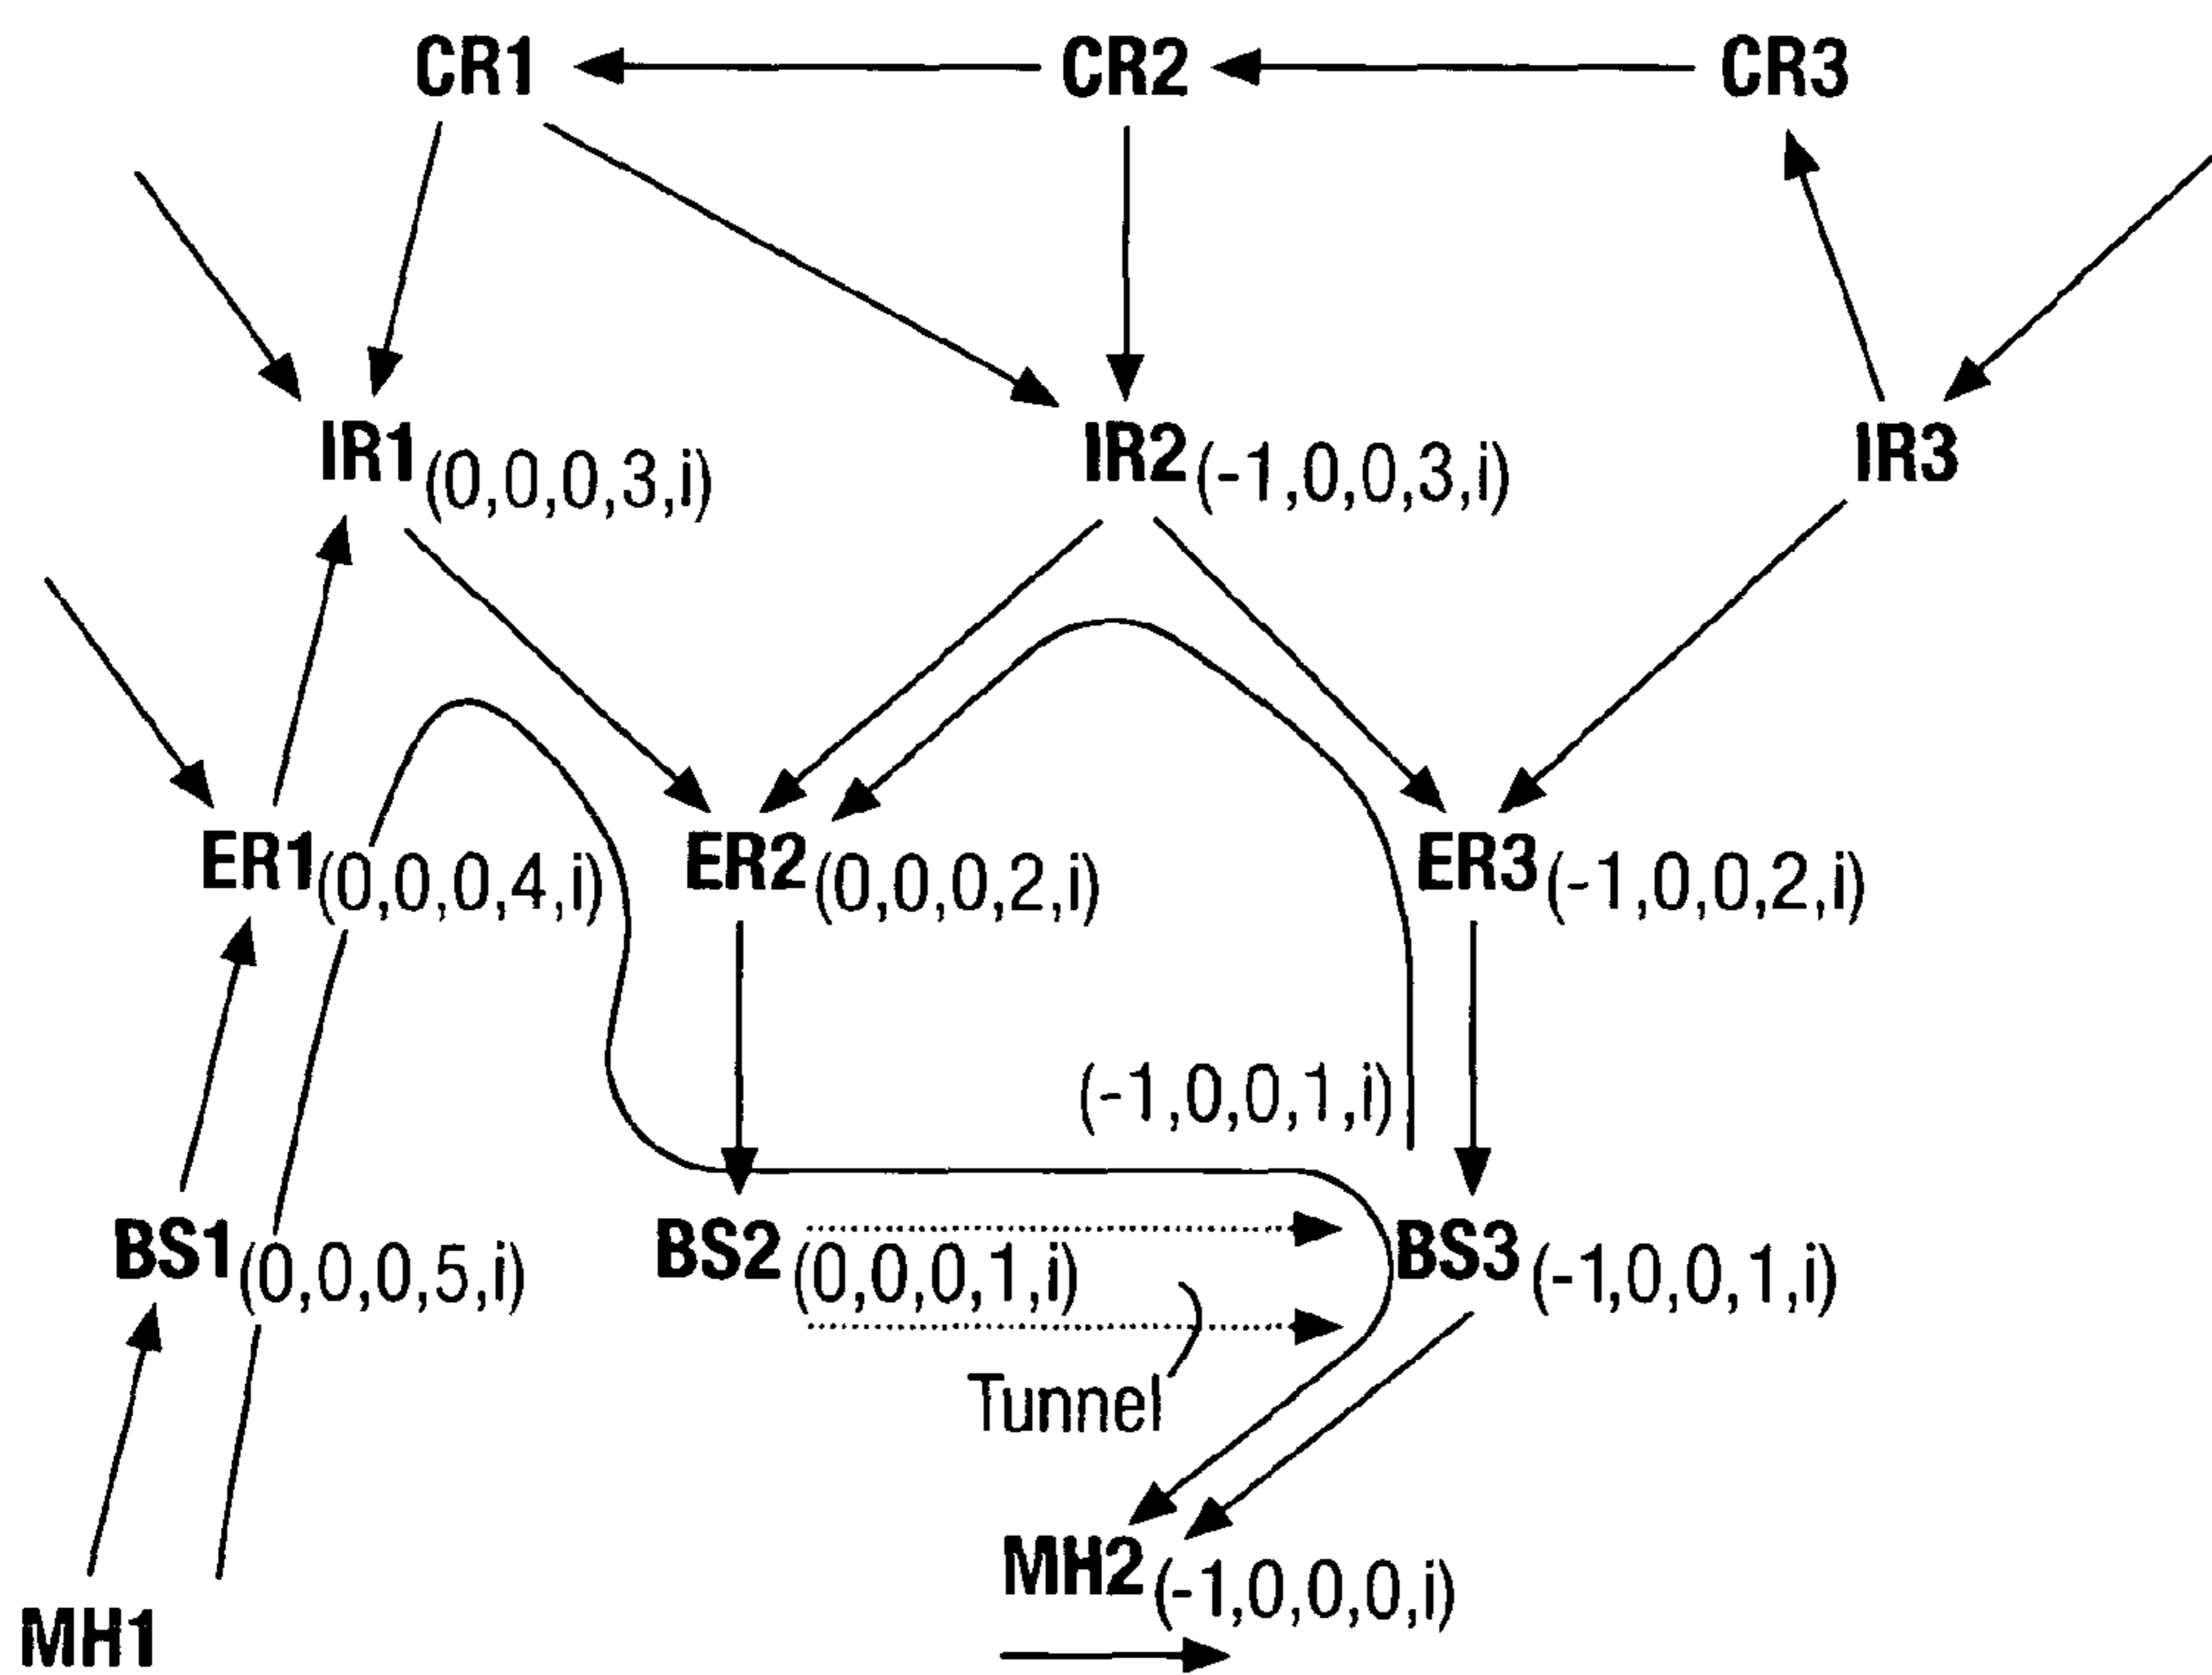 CR1 CR2 CR3
IR1(0,0,0,3,i) IR2(-1,0,0,3,i) IR3
ER1(0,0,0,4,i) ER2(0,0,0,2,i) ER3(-1,0,0,2,i)
(-1,0,0,1,i)
BS1(0,0,0,5,i) BS2(0,0,0,1,i) BS3(-1,0,0,1,i)
Tunnel
MH2(-1,0,0,0,i)
MH1